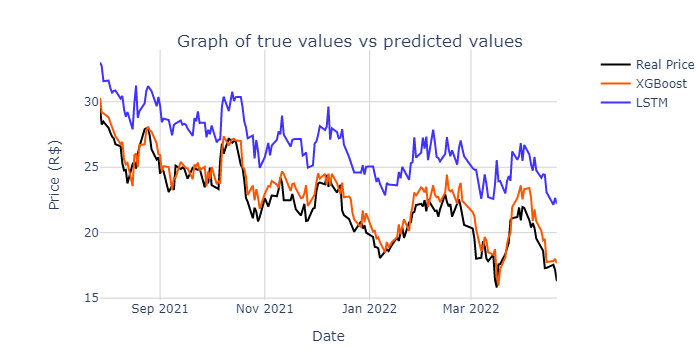 Graph of true values vs predicted values
Real Price
XGBoost
LSTM
Price (R$)
30
25
20
15
Sep 2021
Nov 2021
Jan 2022
Mar 2022
Date